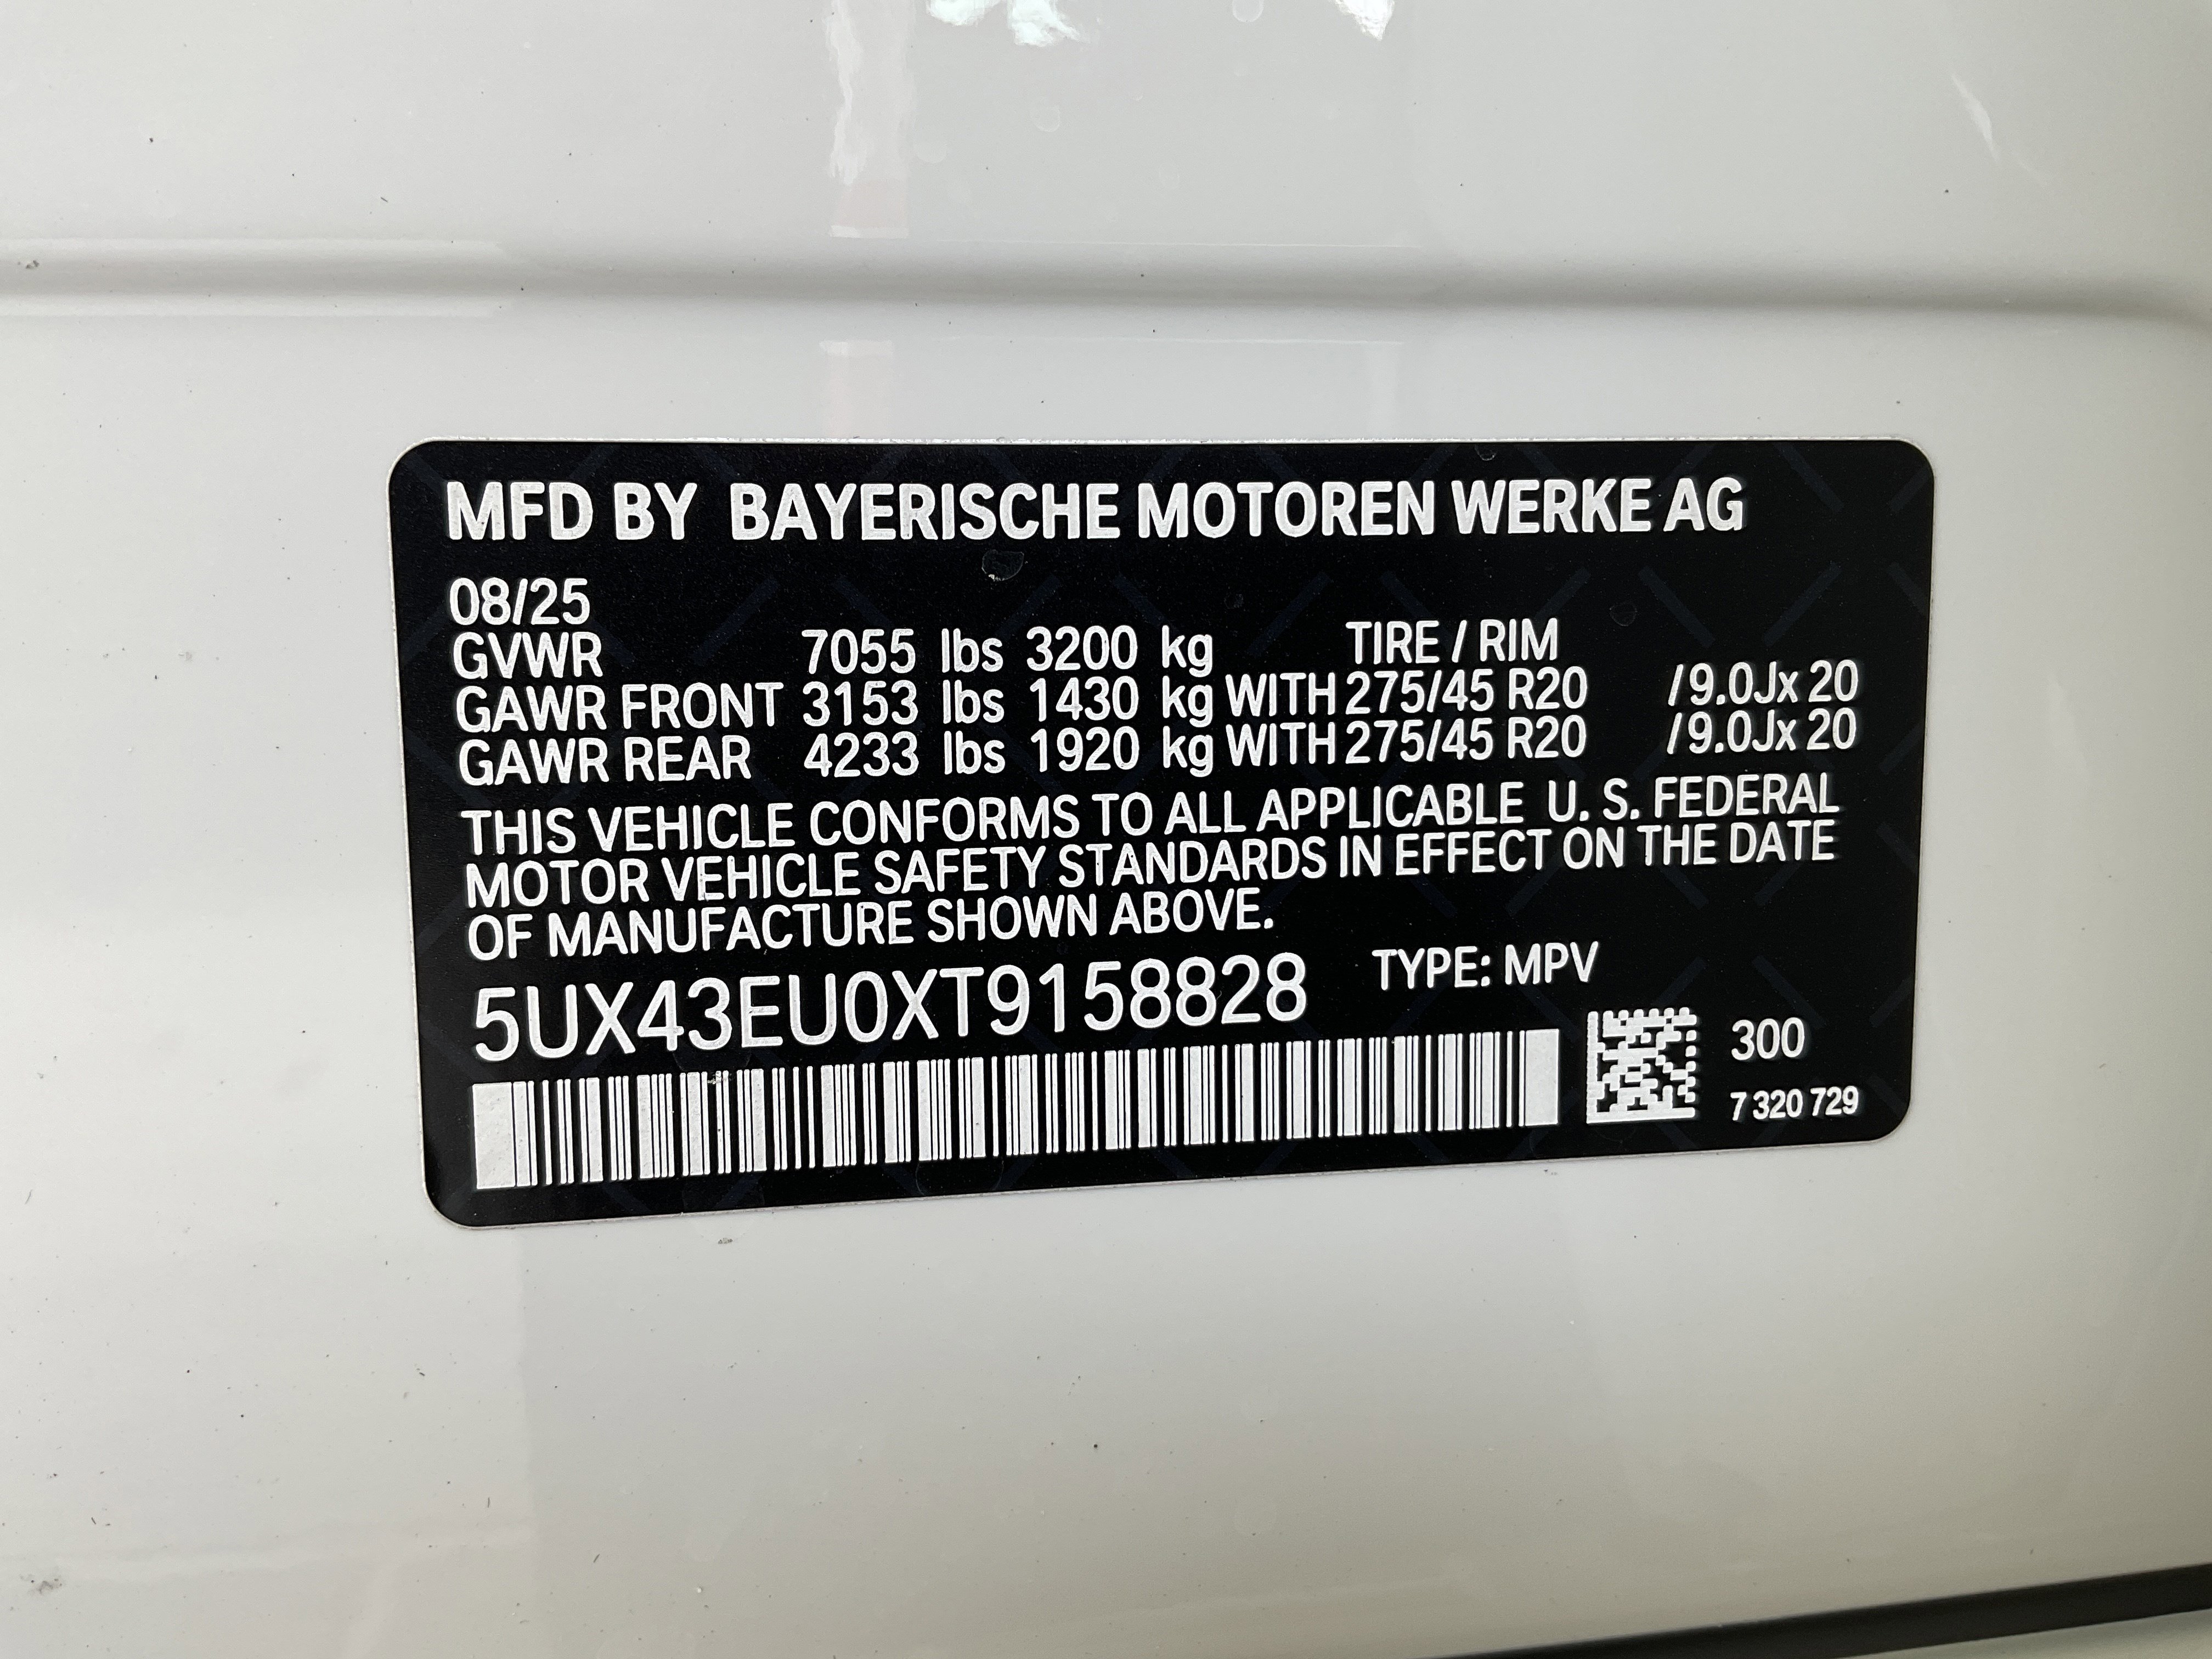 MFD BY BAYERISCHE MOTOREN WERKE AG
08/25
GVWR 7055 lbs 3200 kg TIRE / RIM
GAWR FRONT 3153 lbs 1430 kg WITH 275/45 R20 /9.0Jx 20
GAWR REAR 4233 lbs 1920 kg WITH 275/45 R20 /9.0Jx 20
THIS VEHICLE CONFORMS TO ALL APPLICABLE U. S. FEDERAL
MOTOR VEHICLE SAFETY STANDARDS IN EFFECT ON THE DATE
OF MANUFACTURE SHOWN ABOVE.
5UX43EU0XT9158828 TYPE: MPV
300
7 320 729